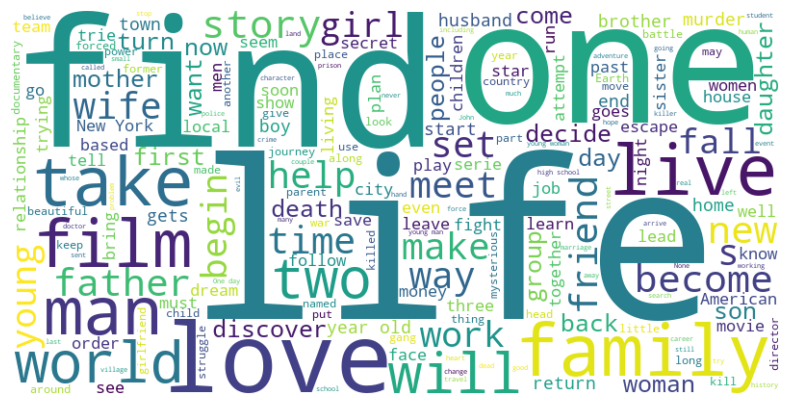 find
one
life
love
family
man
film
take
live
world
will
two
story
girl
wife
father
young
begin
help
time
meet
set
make
way
friend
become
new
fall
s
work
discover
death
group
decide
daughter
mother
turn
now
want
boy
first
day
son
back
woman
come
people
husband
children
brother
murder
sister
house
past
end
team
town
trie
seem
secret
show
soon
men
place
star
plan
run
attempt
escape
night
start
play
serie
job
city
even
save
follow
fight
leave
learn
lead
home
well
know
American
movie
director
return
three
together
money
named
year old
dream
must
gets
bring
tell
based
New York
local
living
trying
relationship
documentary
go
beautiful
keep
order
see
around
child
girlfriend
struggle
face
kill
long
little
killed
mysterious
journey
parent
war
along
use
look
give
another
former
forced
power
small
called
police
crime
character
prison
land
never
country
year
move
goes
women
may
battle
Earth
adventure
going
believe
stop
including
student
human
killer
hope
event
much
John
part
young woman
high school
couple
hand
evil
many
young man
force
real
left
street
arrive
marriage
away
None
working
search
head
thing
put
gang
change
travel
heart
dead
good
school
One day
made
whose
doctor
sent
last
village
career
still
try
history